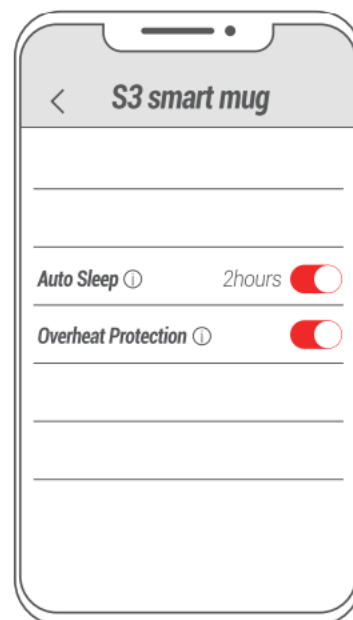 S3 smart mug
Auto Sleep ⓘ 2hours
Overheat Protection ⓘ